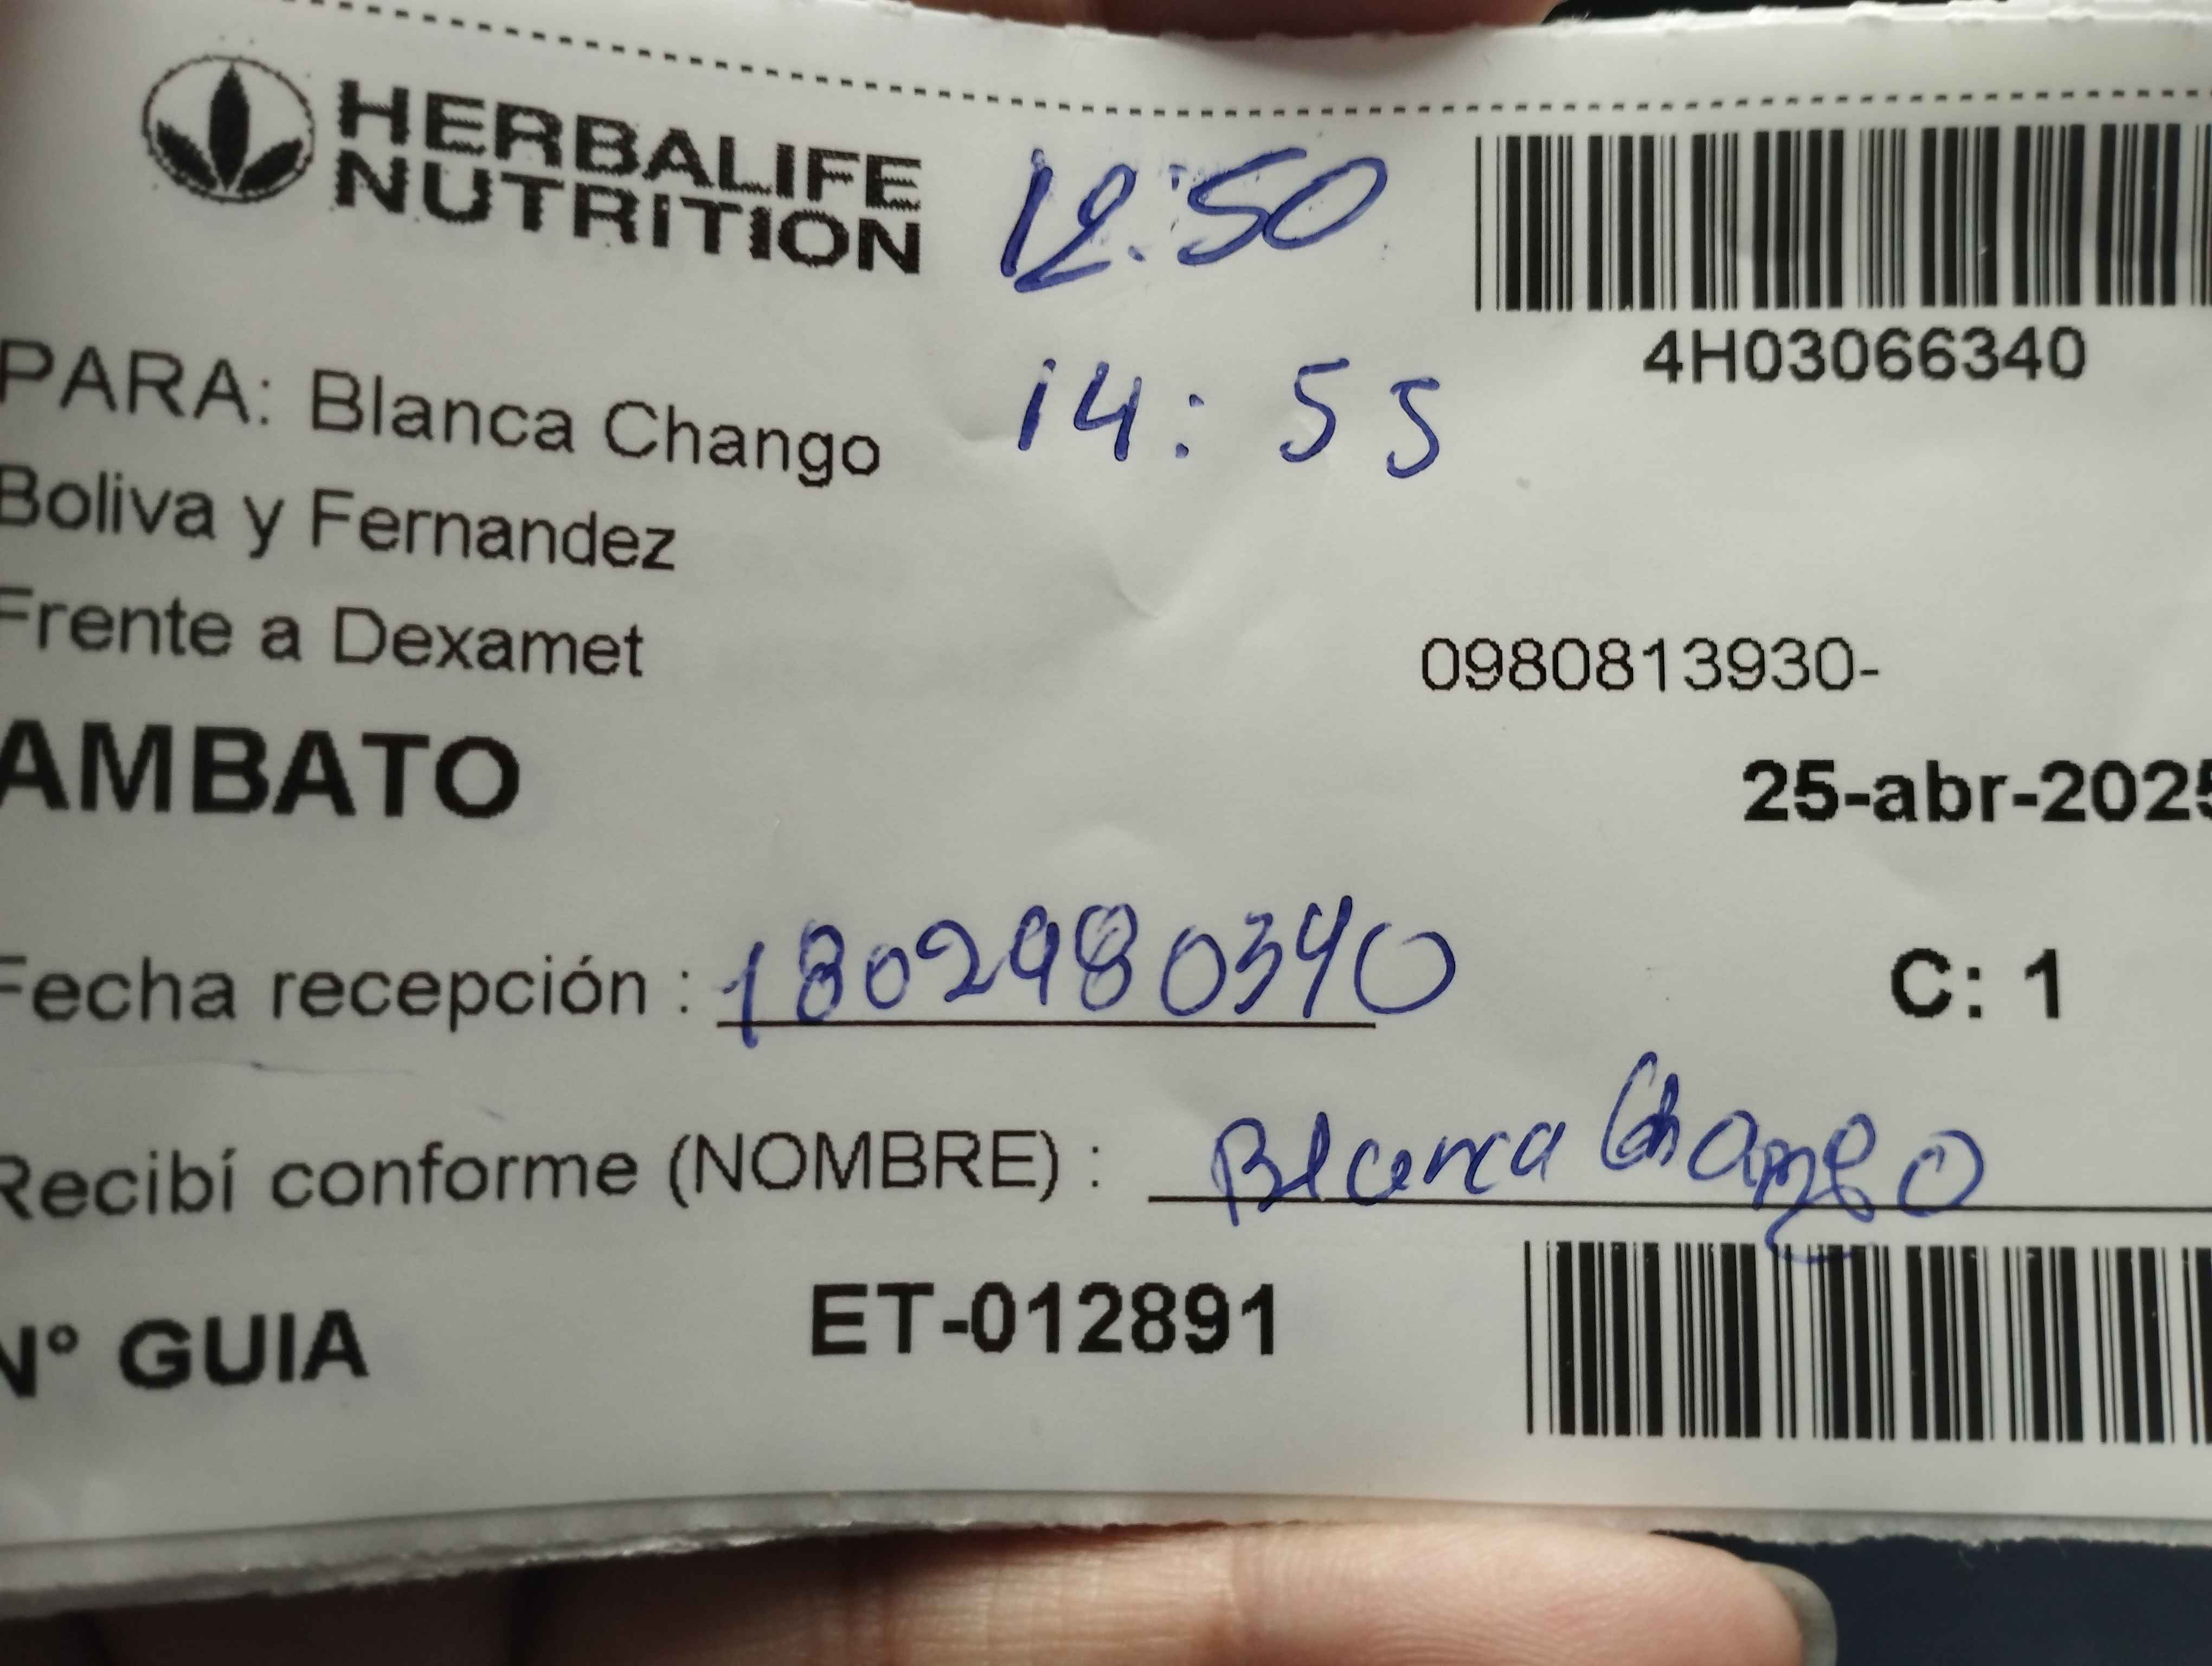 HERBALIFE
NUTRITION
12:50
4H03066340
PARA: Blanca Chango
14:55
Boliva y Fernandez
Frente a Dexamet
0980813930-
AMBATO
25-abr-2025
Fecha recepción : 1802980340
C: 1
Recibí conforme (NOMBRE) : Blanca Chango
N° GUIA ET-012891